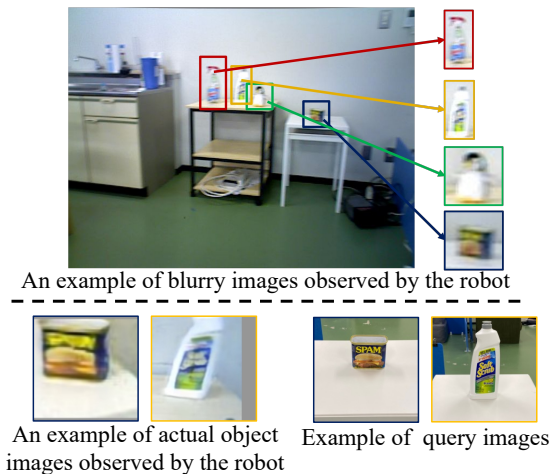 An example of blurry images observed by the robot
SPAM
Soft
Scrub
An example of actual object
images observed by the robot
Example of query images